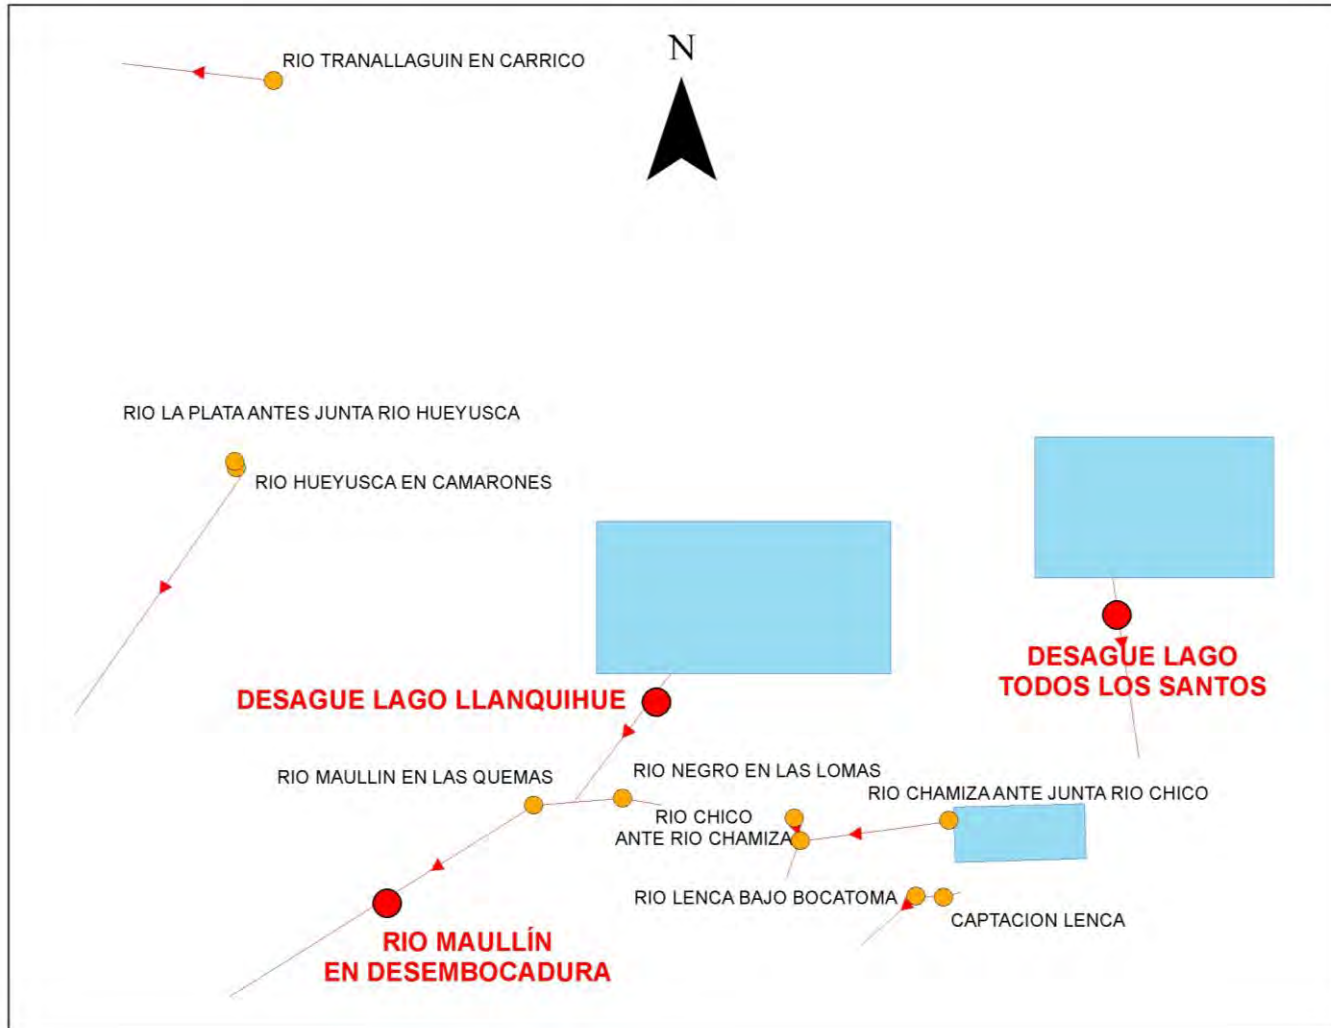 RIO TRANALLAGUIN EN CARRICO
N
RIO LA PLATA ANTES JUNTA RIO HUEYUSCA
RIO HUEYUSCA EN CAMARONES
DESAGUE LAGO
TODOS LOS SANTOS
DESAGUE LAGO LLANQUIHUE
RIO MAULLIN EN LAS QUEMAS
RIO NEGRO EN LAS LOMAS
RIO CHAMIZA ANTE JUNTA RIO CHICO
RIO CHICO
ANTE RIO CHAMIZA
RIO LENCA BAJO BOCATOMA
CAPTACION LENCA
RIO MAULLÍN
EN DESEMBOCADURA